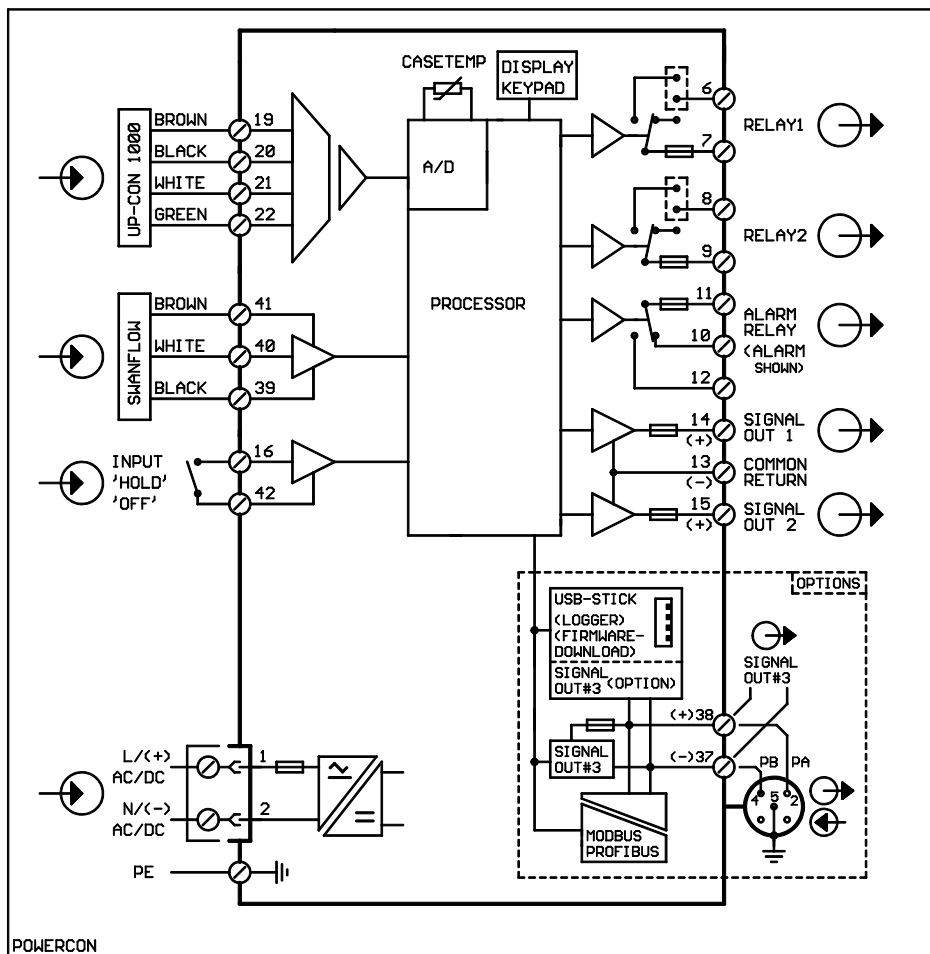 CASETEMP
DISPLAY
KEYPAD
A/D
PROCESSOR
UP-CON 1000
BROWN 19
BLACK 20
WHITE 21
GREEN 22
SWANFLOW
BROWN 41
WHITE 40
BLACK 39
INPUT
'HOLD'
'OFF'
16
42
6
7
RELAY1
8
9
RELAY2
11
10
12
ALARM
RELAY
(ALARM
SHOWN)
14
(+)
SIGNAL
OUT 1
13
(-)
COMMON
RETURN
15
(+)
SIGNAL
OUT 2
OPTIONS
USB-STICK
(LOGGER)
(FIRMWARE-
DOWNLOAD)
SIGNAL
OUT#3 (OPTION)
SIGNAL
OUT#3
(+)38
(-)37
SIGNAL
OUT#3
MODBUS
PROFIBUS
PB PA
4 5 2
L/(+)
AC/DC
1
N/(-)
AC/DC
2
PE
POWERCON